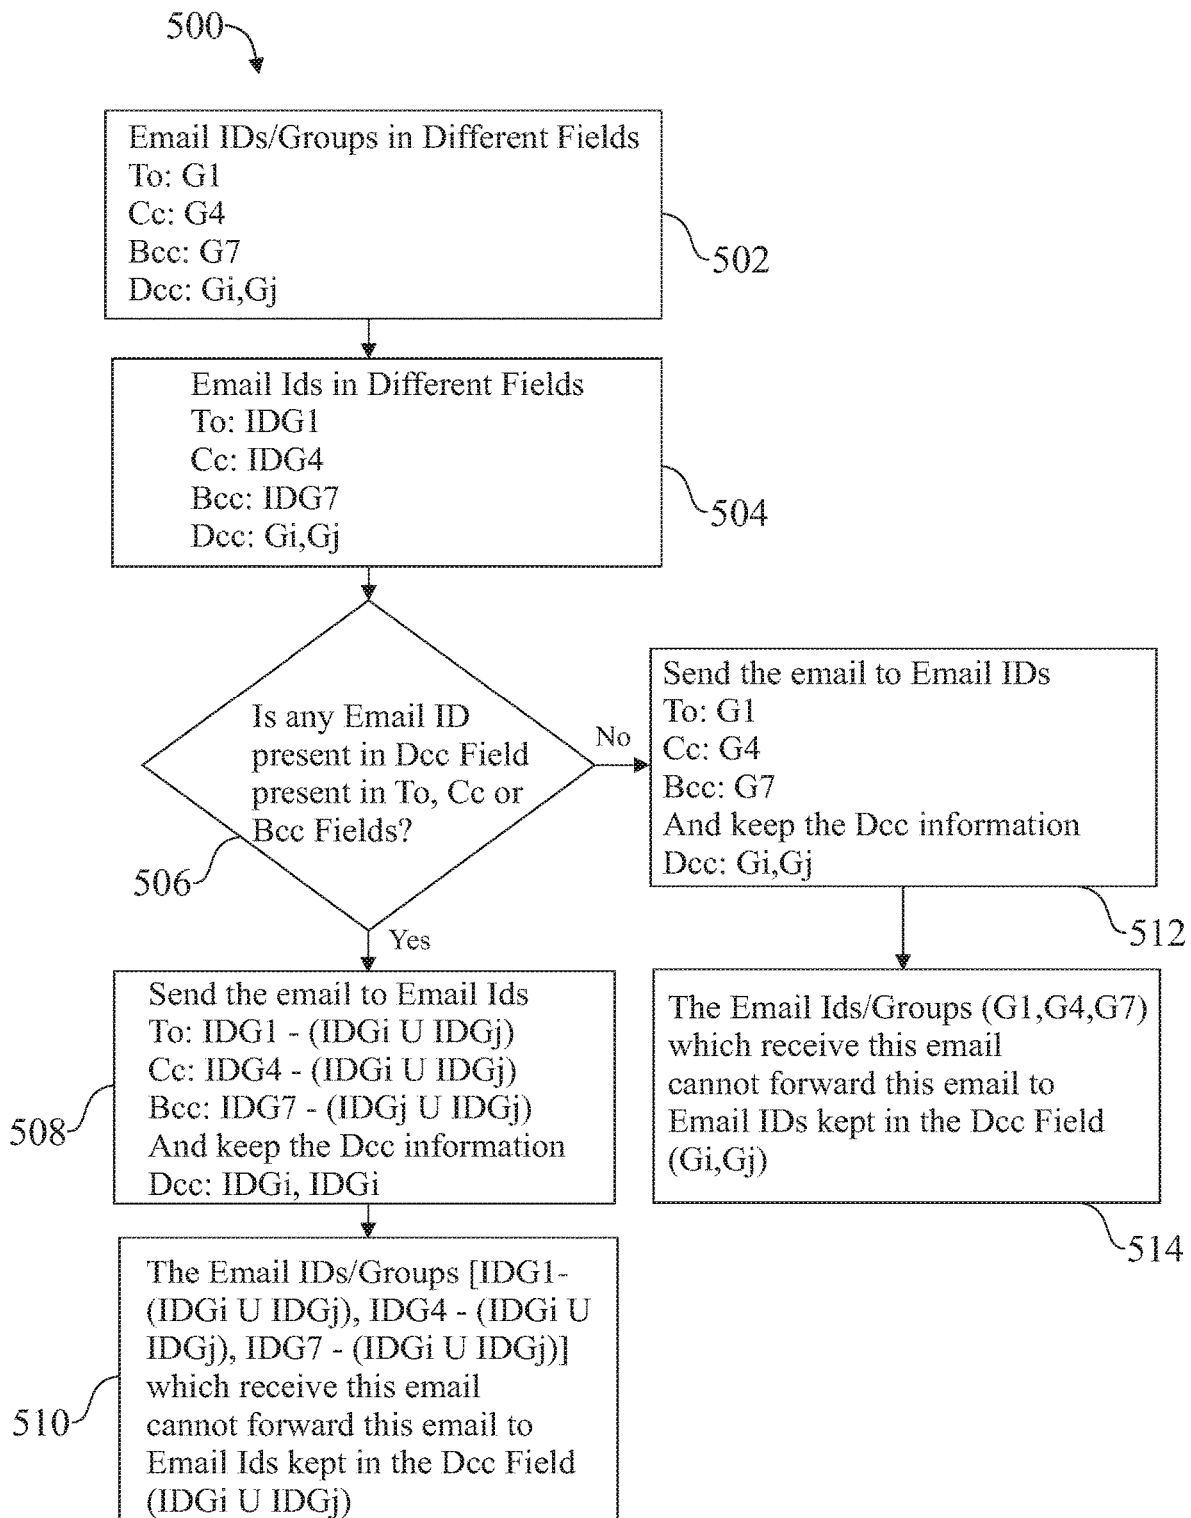 500
Email IDs/Groups in Different Fields
To: G1
Cc: G4
Bcc: G7
Dcc: Gi,Gj
502
Email Ids in Different Fields
To: IDG1
Cc: IDG4
Bcc: IDG7
Dcc: Gi,Gj
504
Is any Email ID
present in Dcc Field
present in To, Cc or
Bcc Fields?
506
No
Yes
Send the email to Email IDs
To: G1
Cc: G4
Bcc: G7
And keep the Dcc information
Dcc: Gi,Gj
512
The Email Ids/Groups (G1,G4,G7)
which receive this email
cannot forward this email to
Email IDs kept in the Dcc Field
(Gi,Gj)
514
Send the email to Email Ids
To: IDG1 - (IDGi U IDGj)
Cc: IDG4 - (IDGi U IDGj)
Bcc: IDG7 - (IDGj U IDGj)
And keep the Dcc information
Dcc: IDGi, IDGi
508
The Email IDs/Groups [IDG1-
(IDGi U IDGj), IDG4 - (IDGi U
IDGj), IDG7 - (IDGi U IDGj)]
which receive this email
cannot forward this email to
Email Ids kept in the Dcc Field
(IDGi U IDGj)
510